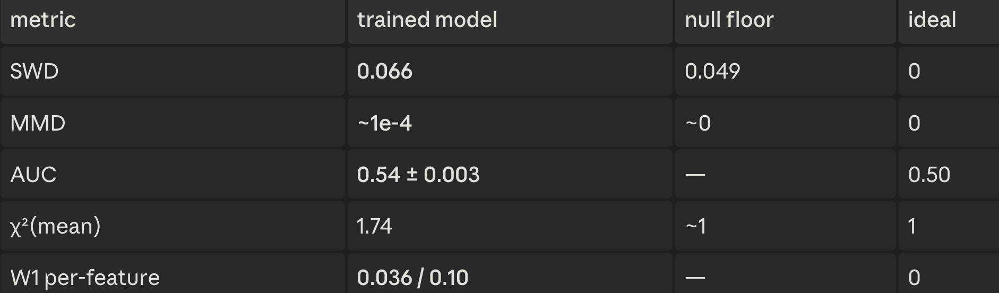 metric trained model null floor ideal
SWD 0.066 0.049 0
MMD ~1e-4 ~0 0
AUC 0.54 ± 0.003 — 0.50
χ²(mean) 1.74 ~1 1
W1 per-feature 0.036 / 0.10 — 0